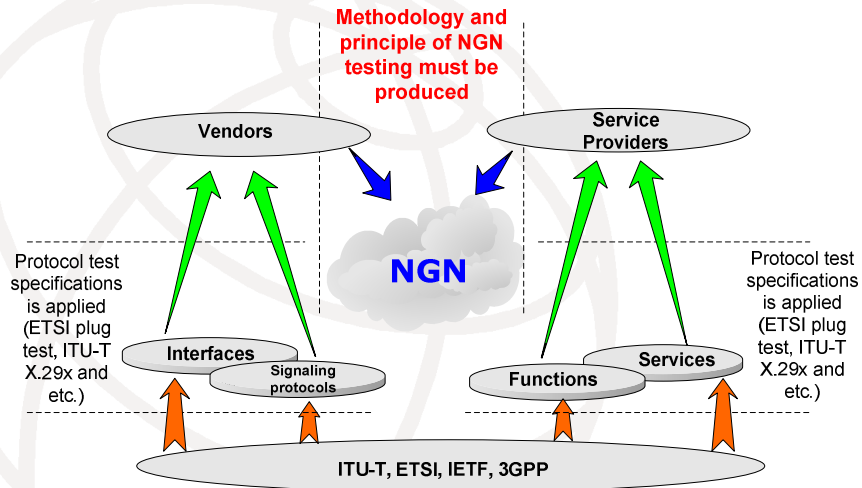 Methodology and
principle of NGN
testing must be
produced
Vendors
Service
Providers
NGN
Protocol test
specifications
is applied
(ETSI plug
test, ITU-T
X.29x and
etc.)
Interfaces
Signaling
protocols
Functions
Services
Protocol test
specifications
is applied
(ETSI plug
test, ITU-T
X.29x and
etc.)
ITU-T, ETSI, IETF, 3GPP